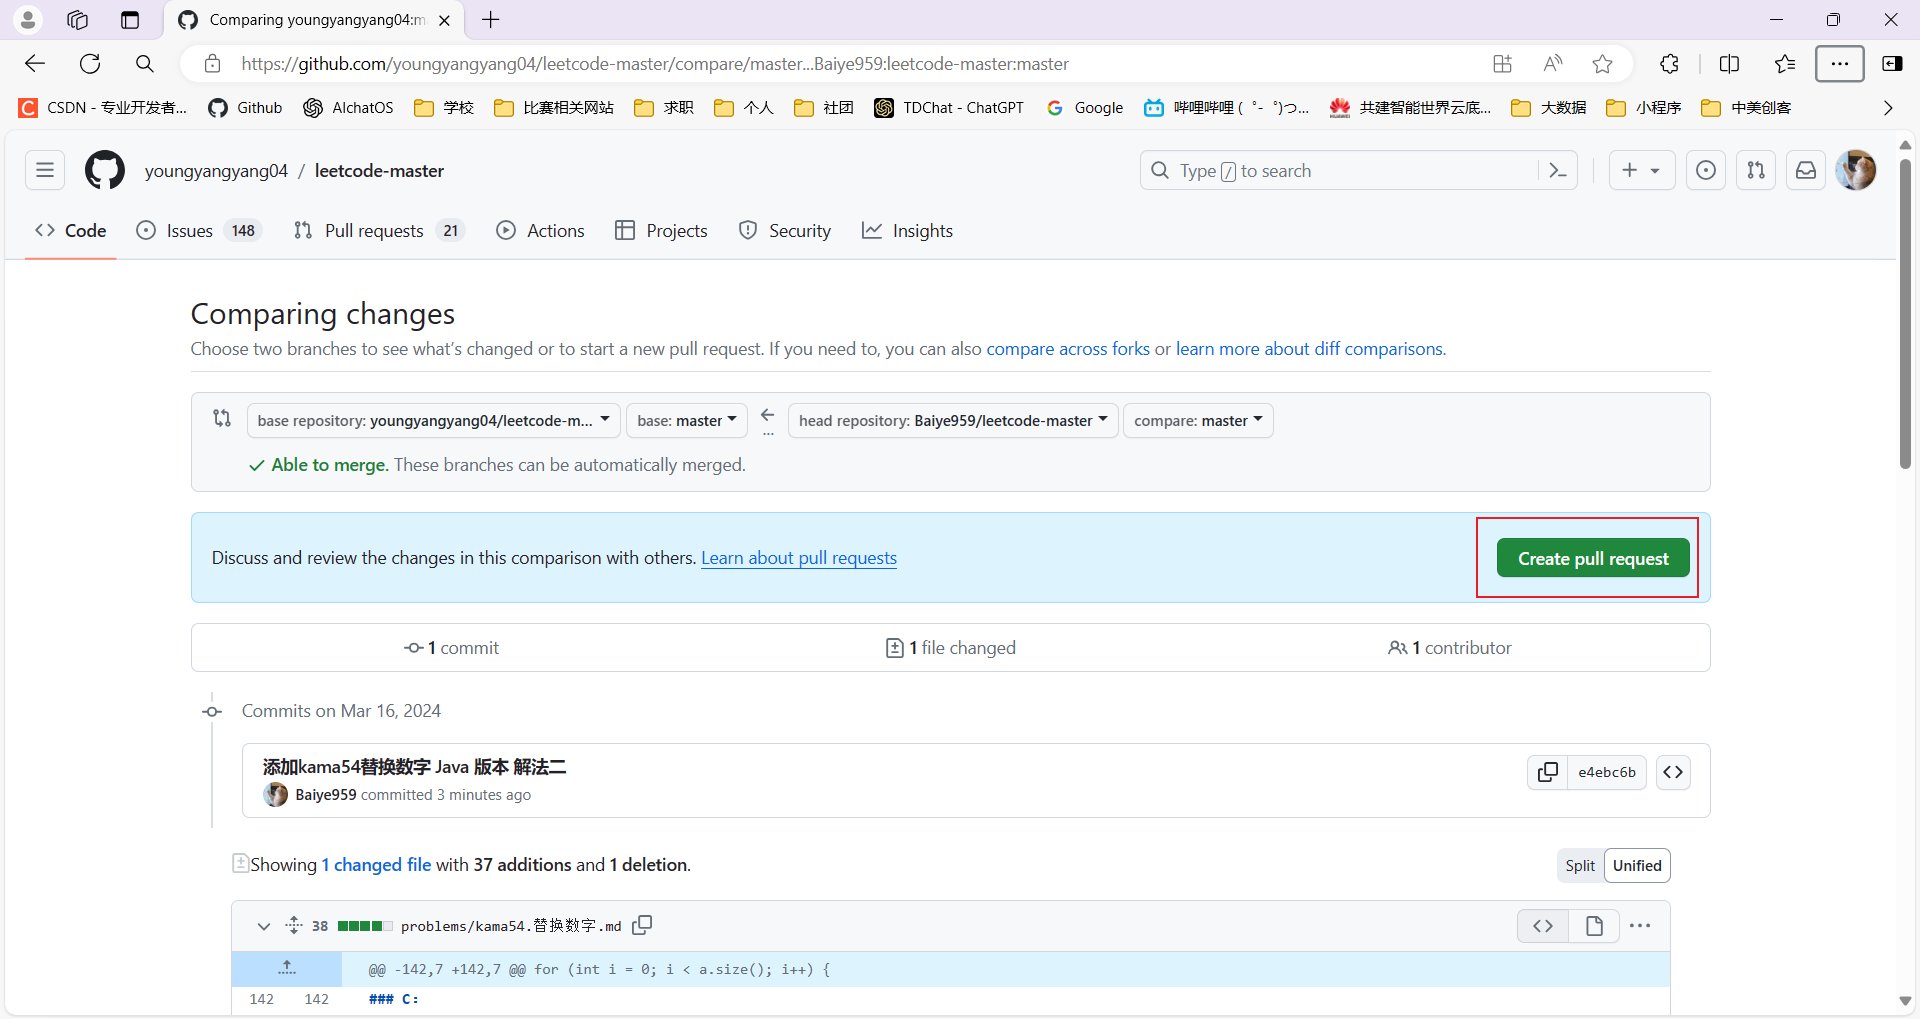 Comparing youngyangyang04:m
https://github.com/youngyangyang04/leetcode-master/compare/master...Baiye959:leetcode-master:master
CSDN - 专业开发者... Github AIchatOS 学校 比赛相关网站 求职 个人 社团 TDChat - ChatGPT Google 哔哩哔哩 ( ゜- ゜)つ... 共建智能世界云底... 大数据 小程序 中美创客
youngyangyang04 / leetcode-master Type / to search
Code Issues 148 Pull requests 21 Actions Projects Security Insights
Comparing changes
Choose two branches to see what's changed or to start a new pull request. If you need to, you can also compare across forks or learn more about diff comparisons.
base repository: youngyangyang04/leetcode-m... base: master ... head repository: Baiye959/leetcode-master compare: master
Able to merge. These branches can be automatically merged.
Discuss and review the changes in this comparison with others. Learn about pull requests Create pull request
1 commit 1 file changed 1 contributor
Commits on Mar 16, 2024
添加kama54替换数字 Java 版本 解法二
e4ebc6b
Baiye959 committed 3 minutes ago
Showing 1 changed file with 37 additions and 1 deletion. Split Unified
38 problems/kama54.替换数字.md
@@ -142,7 +142,7 @@ for (int i = 0; i < a.size(); i++) {
142 142 ### C: